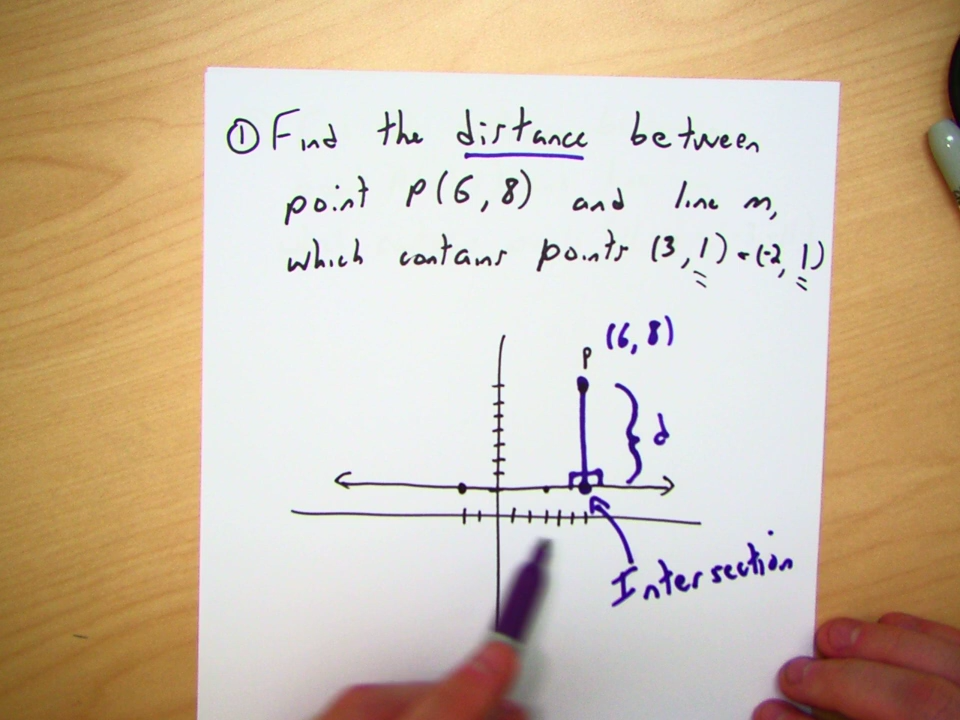 ① Find the distance between
point P(6,8) and line m,
which contains points (3,1) + (-2,1)
(6,8)
P
d
Intersection